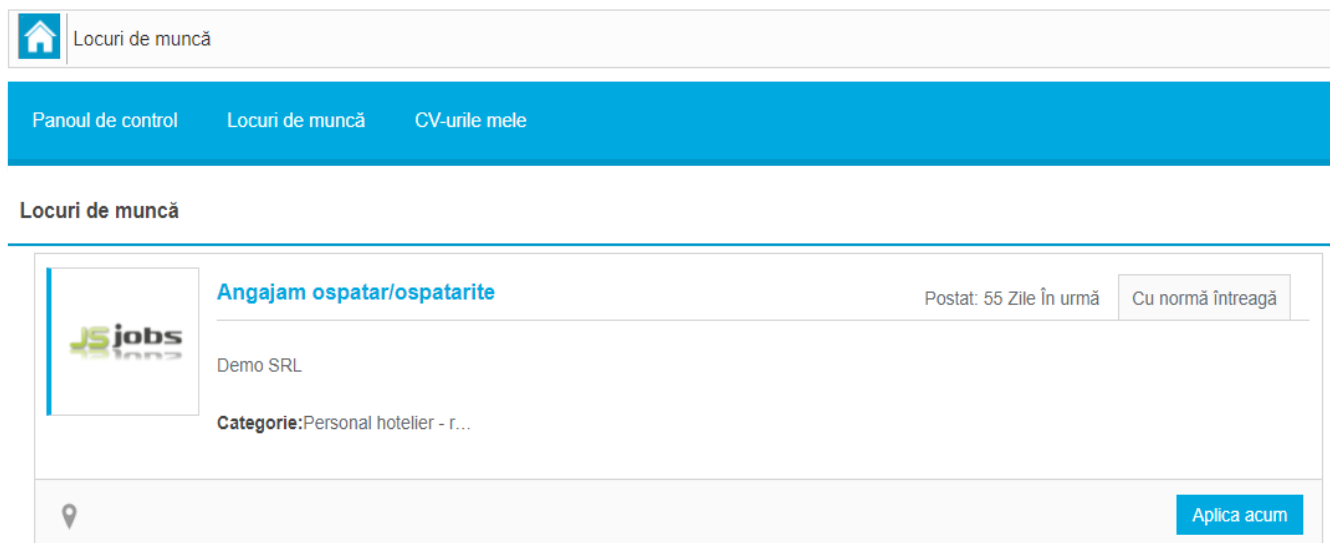 Locuri de muncă
Panoul de control Locuri de muncă CV-urile mele
Locuri de muncă
JSjobs
Angajam ospatar/ospatarite
Postat: 55 Zile În urmă Cu normă întreagă
Demo SRL
Categorie:Personal hotelier - r…
Aplica acum